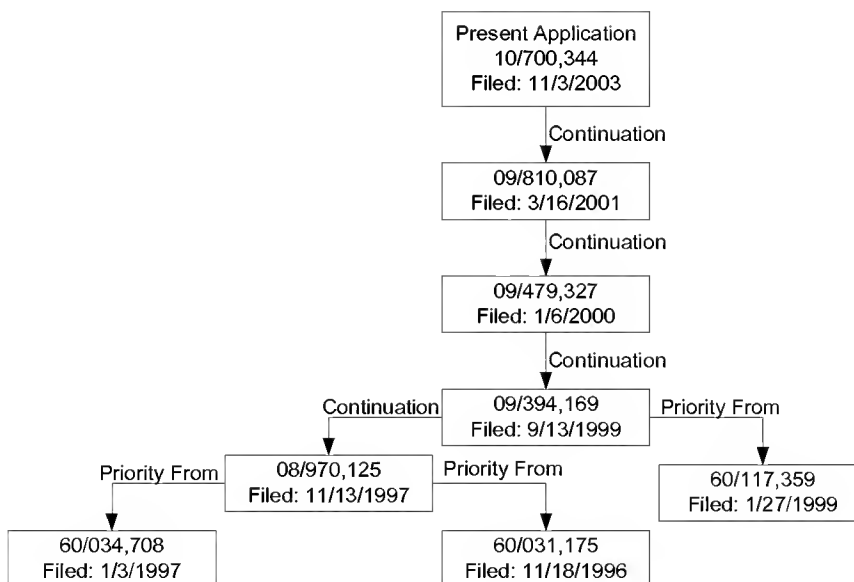 Present Application
10/700,344
Filed: 11/3/2003
Continuation
09/810,087
Filed: 3/16/2001
Continuation
09/479,327
Filed: 1/6/2000
Continuation
09/394,169
Filed: 9/13/1999
Continuation
Priority From
08/970,125
Filed: 11/13/1997
Priority From
Priority From
60/117,359
Filed: 1/27/1999
60/034,708
Filed: 1/3/1997
60/031,175
Filed: 11/18/1996